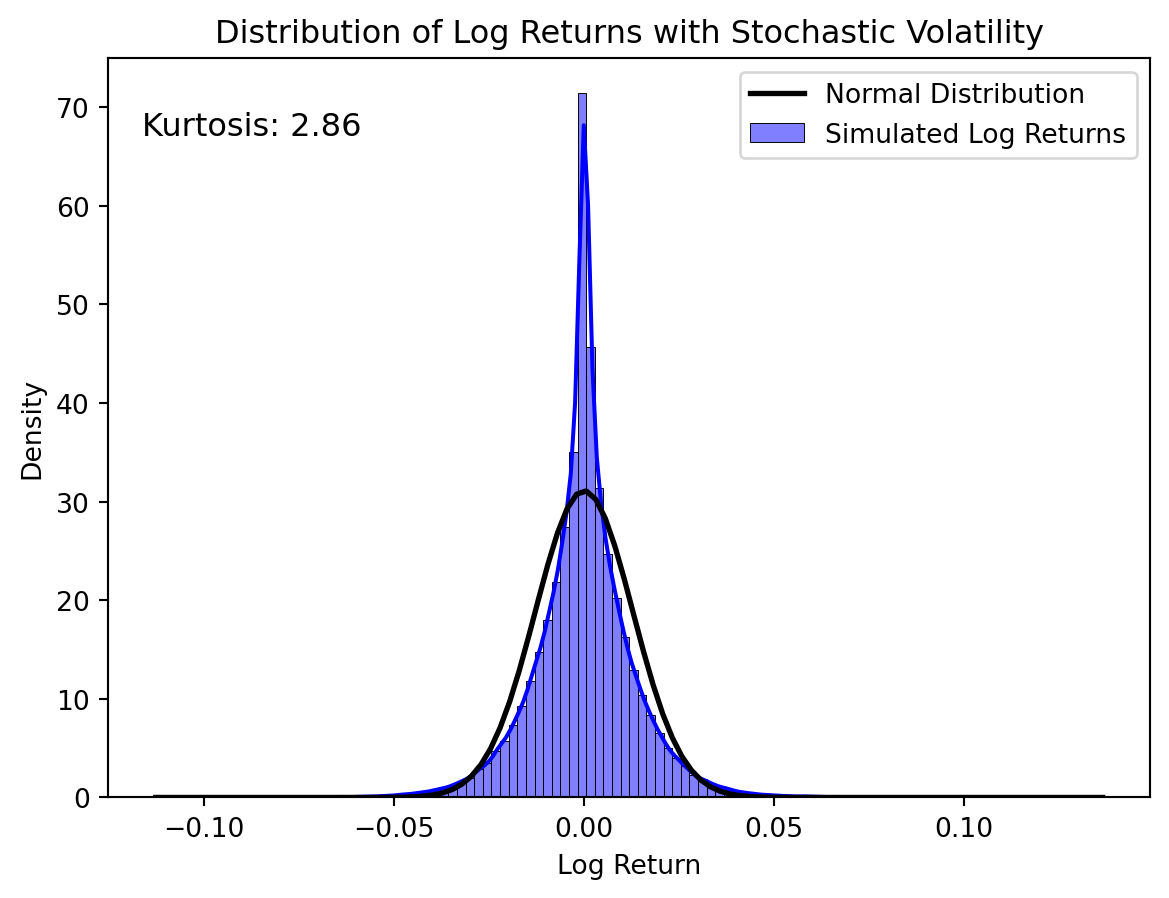 Distribution of Log Returns with Stochastic Volatility
Kurtosis: 2.86
Normal Distribution
Simulated Log Returns
70
60
50
40
30
20
10
0
Density
−0.10
−0.05
0.00
0.05
0.10
Log Return